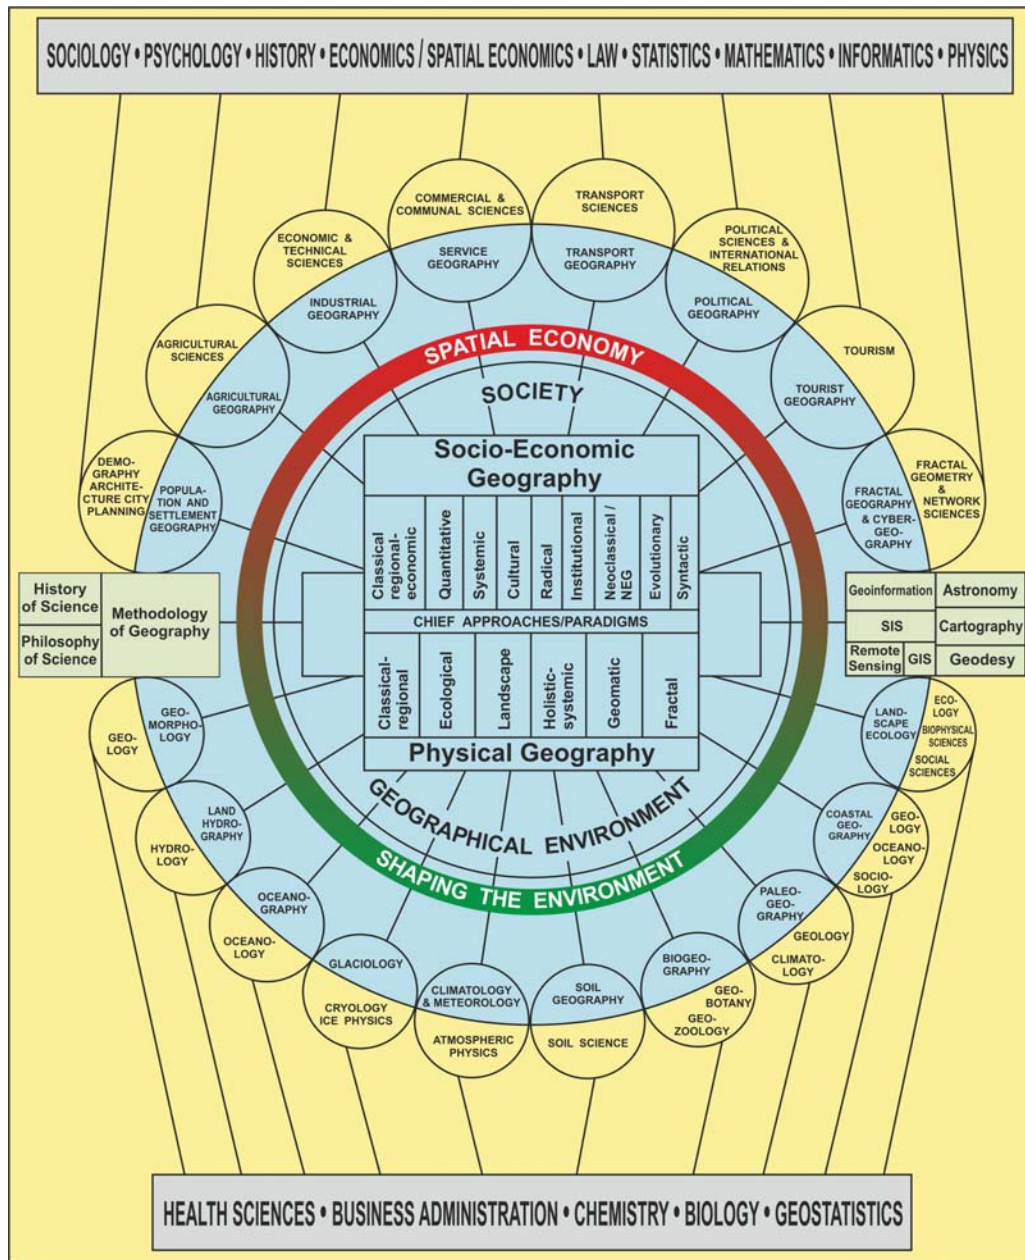 SOCIOLOGY • PSYCHOLOGY • HISTORY • ECONOMICS / SPATIAL ECONOMICS • LAW • STATISTICS • MATHEMATICS • INFORMATICS • PHYSICS
COMMERCIAL &
COMMUNAL SCIENCES
TRANSPORT
SCIENCES
ECONOMIC &
TECHNICAL
SCIENCES
POLITICAL
SCIENCES &
INTERNATIONAL
RELATIONS
SERVICE
GEOGRAPHY
TRANSPORT
GEOGRAPHY
INDUSTRIAL
GEOGRAPHY
POLITICAL
GEOGRAPHY
AGRICULTURAL
SCIENCES
TOURISM
AGRICULTURAL
GEOGRAPHY
TOURIST
GEOGRAPHY
SPATIAL ECONOMY
SOCIETY
DEMO-
GRAPHY
ARCHITE-
CTURE CITY
PLANNING
POPULA-
TION AND
SETTLEMENT
GEOGRAPHY
FRACTAL GEOGRAPHY
& CYBER-
GEO-
GRAPHY
FRACTAL
GEOMETRY
&
NETWORK
SCIENCES
Socio-Economic
Geography
Classical
regional-
economic
Quantitative
Systemic
Cultural
Radical
Institutional
Neoclassical /
NEG
Evolutionary
Syntactic
CHIEF APPROACHES/PARADIGMS
Classical-
regional
Ecological
Landscape
Holistic-
systemic
Geomatic
Fractal
Physical Geography
History
of Science
Philosophy
of Science
Methodology
of Geography
Geoinformation
Astronomy
SIS
Cartography
Remote
Sensing
GIS
Geodesy
GEOGRAPHICAL ENVIRONMENT
SHAPING THE ENVIRONMENT
GEO-
LOGY
GEO-
MORPHO-
LOGY
LAND-
SCAPE
ECOLOGY
ECO-
LOGY
BIOPHYSICAL
SCIENCES
SOCIAL
SCIENCES
HYDRO-
LOGY
LAND
HYDRO-
GRAPHY
COASTAL
GEO-
GRAPHY
GEO-
LOGY
OCEANO-
LOGY
SOCIO-
LOGY
OCEANO-
GRAPHY
OCEANO-
LOGY
PALEO-
GEO-
GRAPHY
GEOLOGY
CLIMATO-
LOGY
GLACIOLOGY
CRYOLOGY
ICE PHYSICS
CLIMATOLOGY
& METEOROLOGY
ATMOSPHERIC
PHYSICS
SOIL
GEOGRAPHY
SOIL SCIENCE
BIOGEO-
GRAPHY
GEO-
BOTANY
GEO-
ZOOLOGY
HEALTH SCIENCES • BUSINESS ADMINISTRATION • CHEMISTRY • BIOLOGY • GEOSTATISTICS